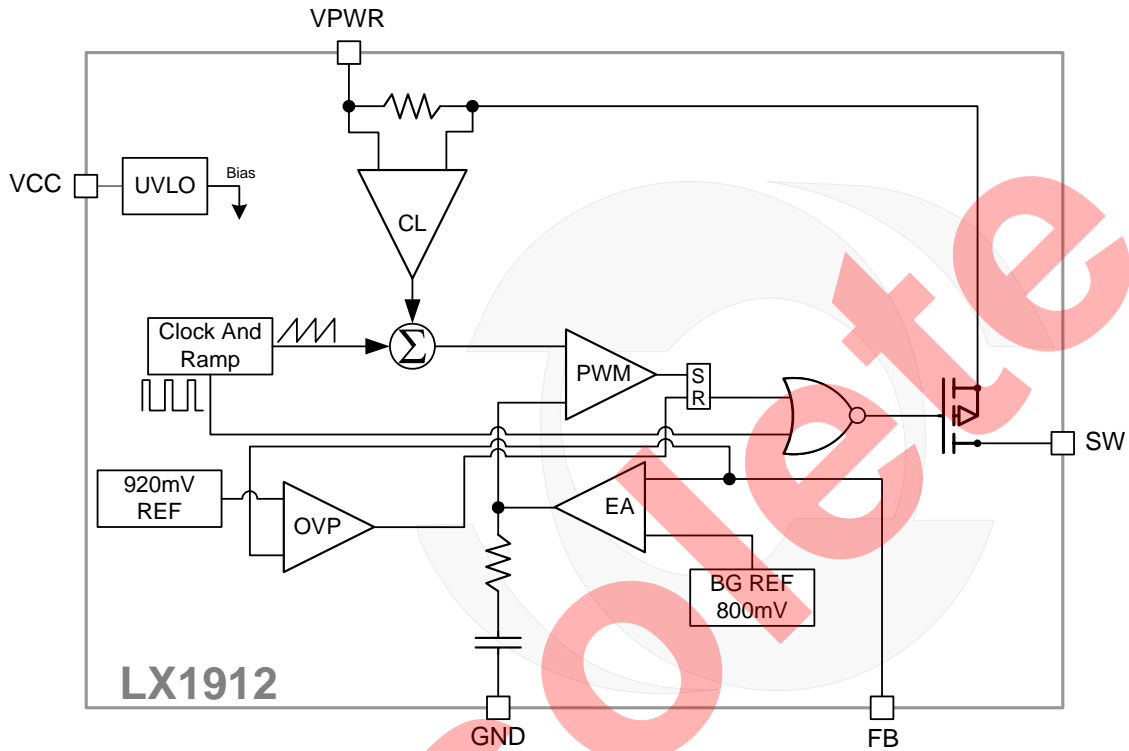 VPWR
VCC
UVLO
Bias
CL
Clock And
Ramp
Σ
PWM
S
R
SW
920mV
REF
OVP
EA
BG REF
800mV
LX1912
GND
FB
olete